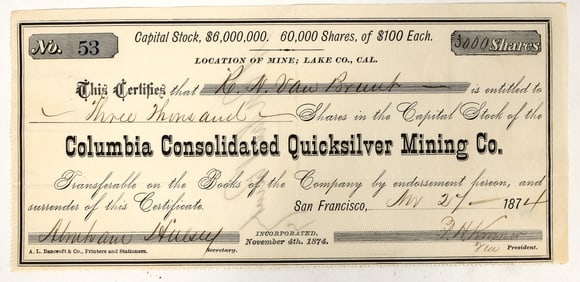 No. 53
Capital Stock, $6,000,000. 60,000 Shares, of $100 Each.
3000 Shares
LOCATION OF MINE; LAKE CO., CAL.
This Certifies that R. N. Van Brunt is entitled to
Three Thousand Shares in the Capital Stock of the
Columbia Consolidated Quicksilver Mining Co.
Transferable on the Books of the Company by endorsement person, and
surrender of this Certificate.
San Francisco, Nov 27 1874
Abraham Halsey
Secretary.
INCORPORATED,
November 4th. 1874.
Vice President.
A. L. Bancroft & Co., Printers and Stationers.